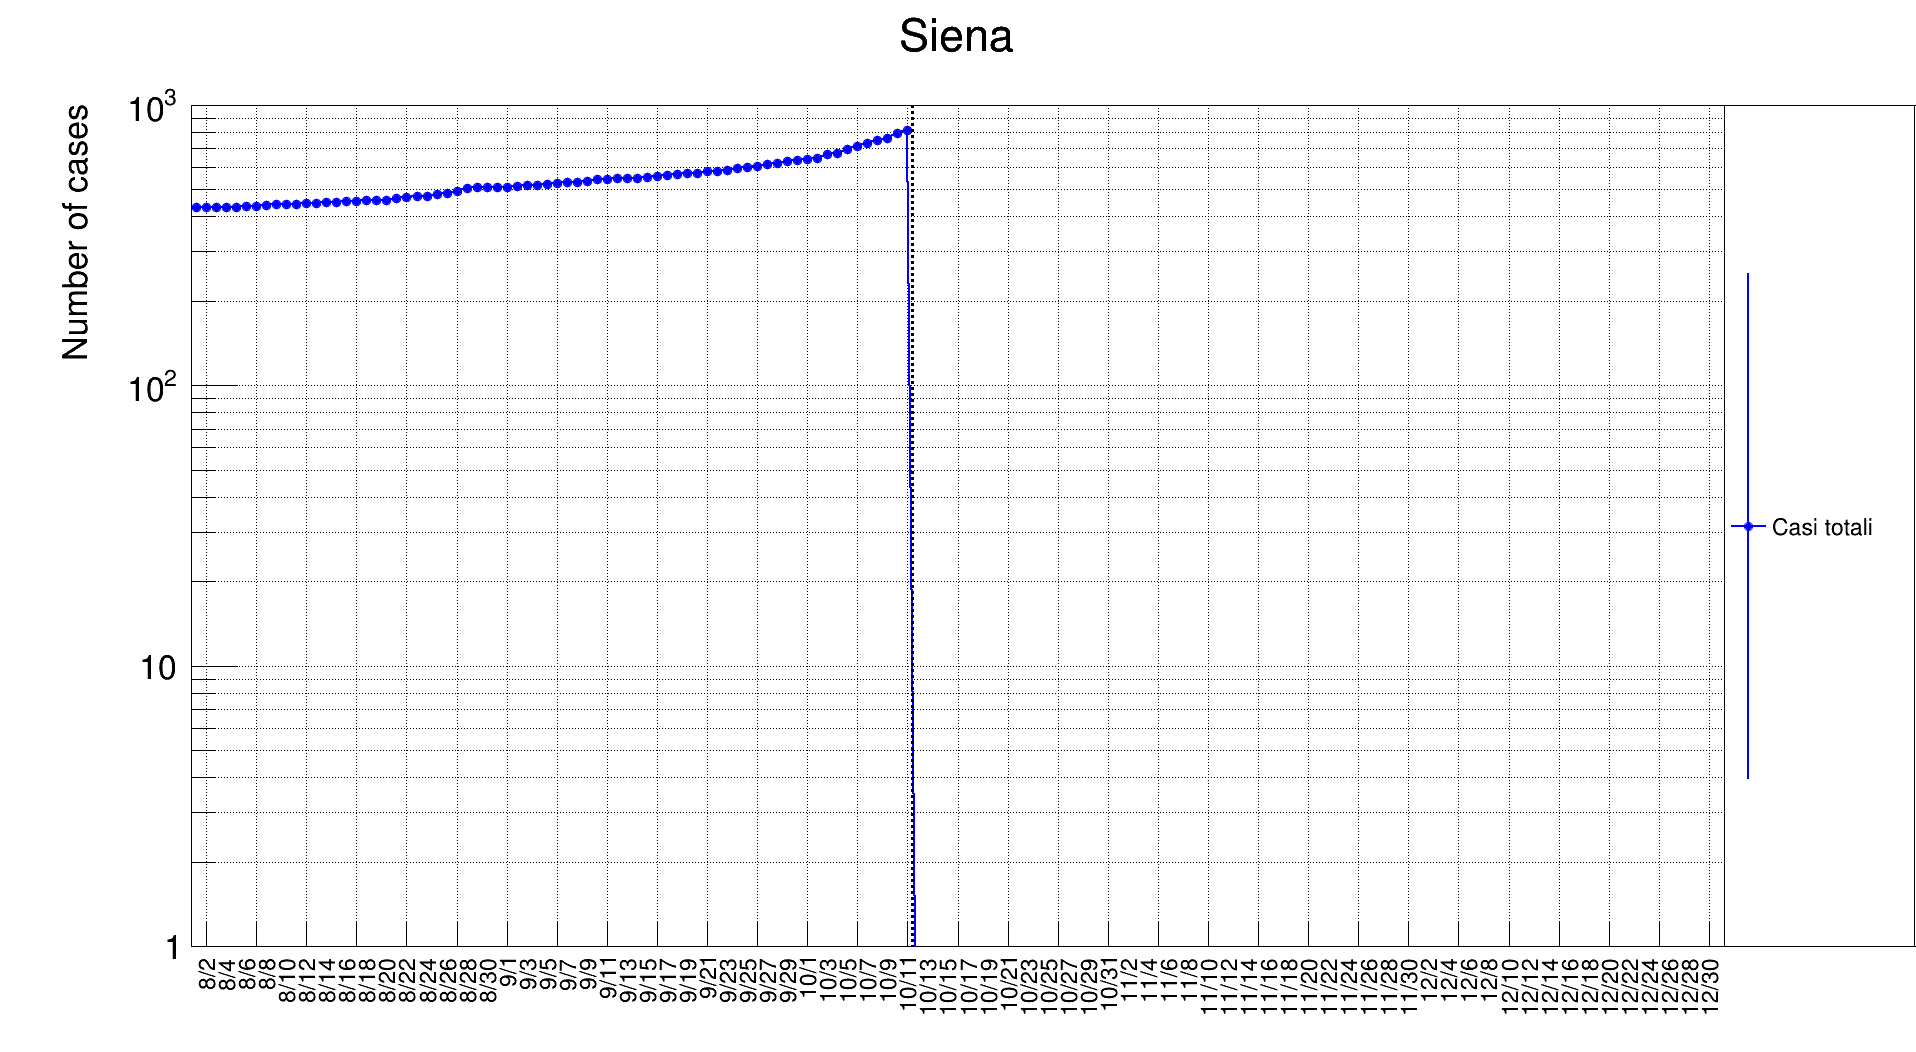 Siena
Number of cases
10³
10²
10
1
8/2 8/4 8/6 8/8 8/10 8/12 8/14 8/16 8/18 8/20 8/22 8/24 8/26 8/28 8/30 9/1 9/3 9/5 9/7 9/9 9/11 9/13 9/15 9/17 9/19 9/21 9/23 9/25 9/27 9/29 10/1 10/3 10/5 10/7 10/9 10/11 10/13 10/15 10/17 10/19 10/21 10/23 10/25 10/27 10/29 10/31 11/2 11/4 11/6 11/8 11/10 11/12 11/14 11/16 11/18 11/20 11/22 11/24 11/26 11/28 11/30 12/2 12/4 12/6 12/8 12/10 12/12 12/14 12/16 12/18 12/20 12/22 12/24 12/26 12/28 12/30
Casi totali